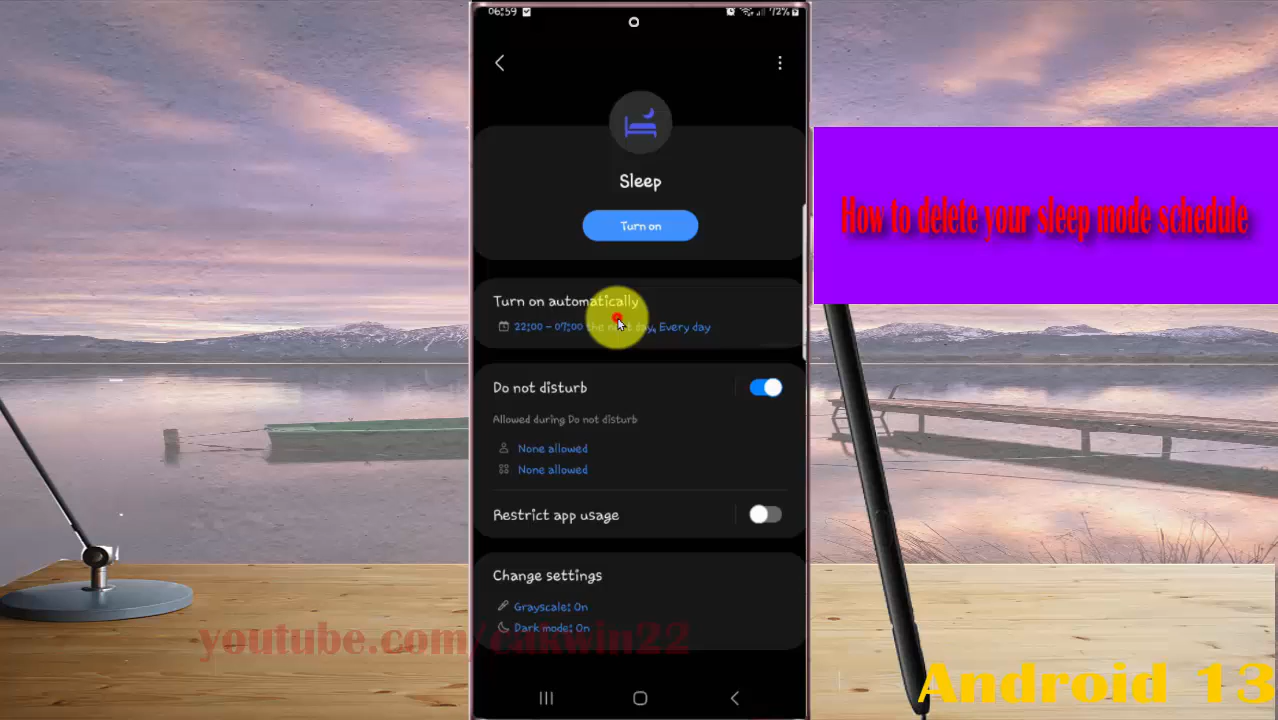 06:59
72%
Sleep
Turn on
Turn on automatically
22:00 – 07:00 the next day, Every day
Do not disturb
Allowed during Do not disturb
None allowed
None allowed
Restrict app usage
Change settings
Grayscale: On
Dark mode: On
How to delete your sleep mode schedule
youtube.com/cakwin22
Android 13